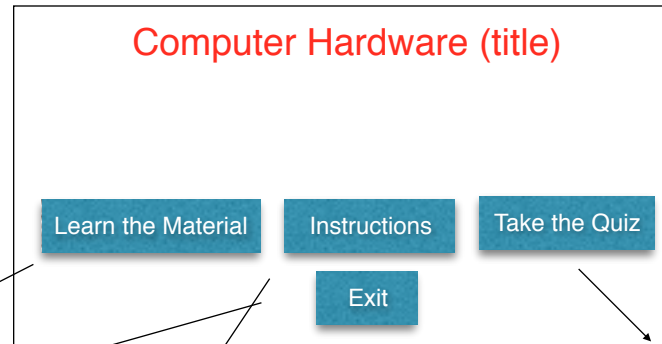 Computer Hardware (title)
Learn the Material
Instructions
Take the Quiz
Exit